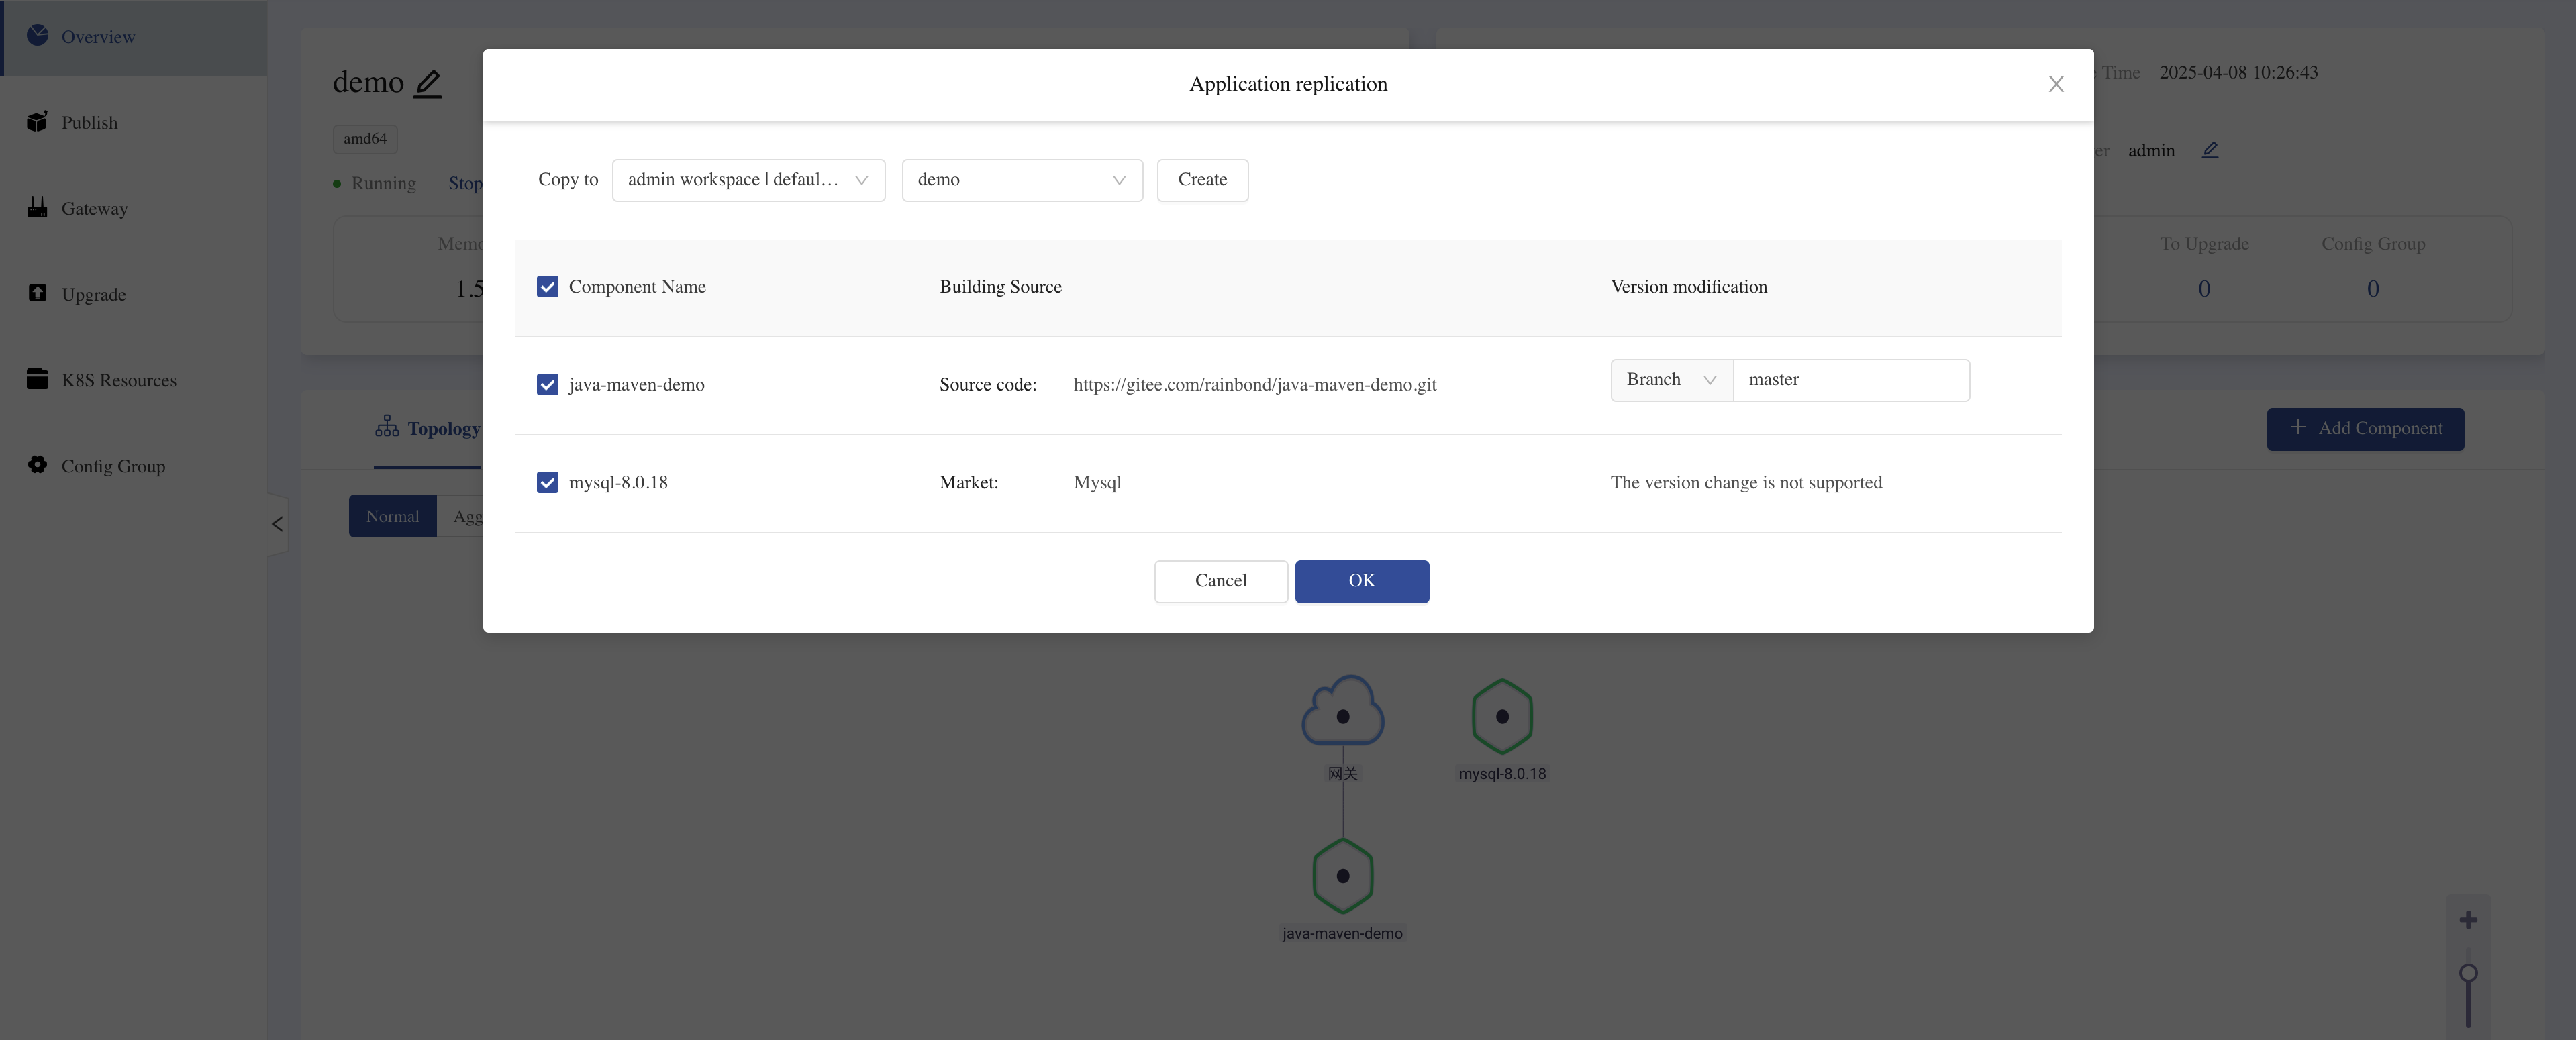 Overview
Publish
Gateway
Upgrade
K8S Resources
Config Group
demo
amd64
Running Stop
1.5
Time 2025-04-08 10:26:43
admin
To Upgrade Config Group
0 0
Topology
Add Component
Normal
Application replication
Copy to admin workspace | defaul... demo Create
Component Name Building Source Version modification
java-maven-demo Source code: https://gitee.com/rainbond/java-maven-demo.git Branch master
mysql-8.0.18 Market: Mysql The version change is not supported
Cancel OK
网关
mysql-8.0.18
java-maven-demo